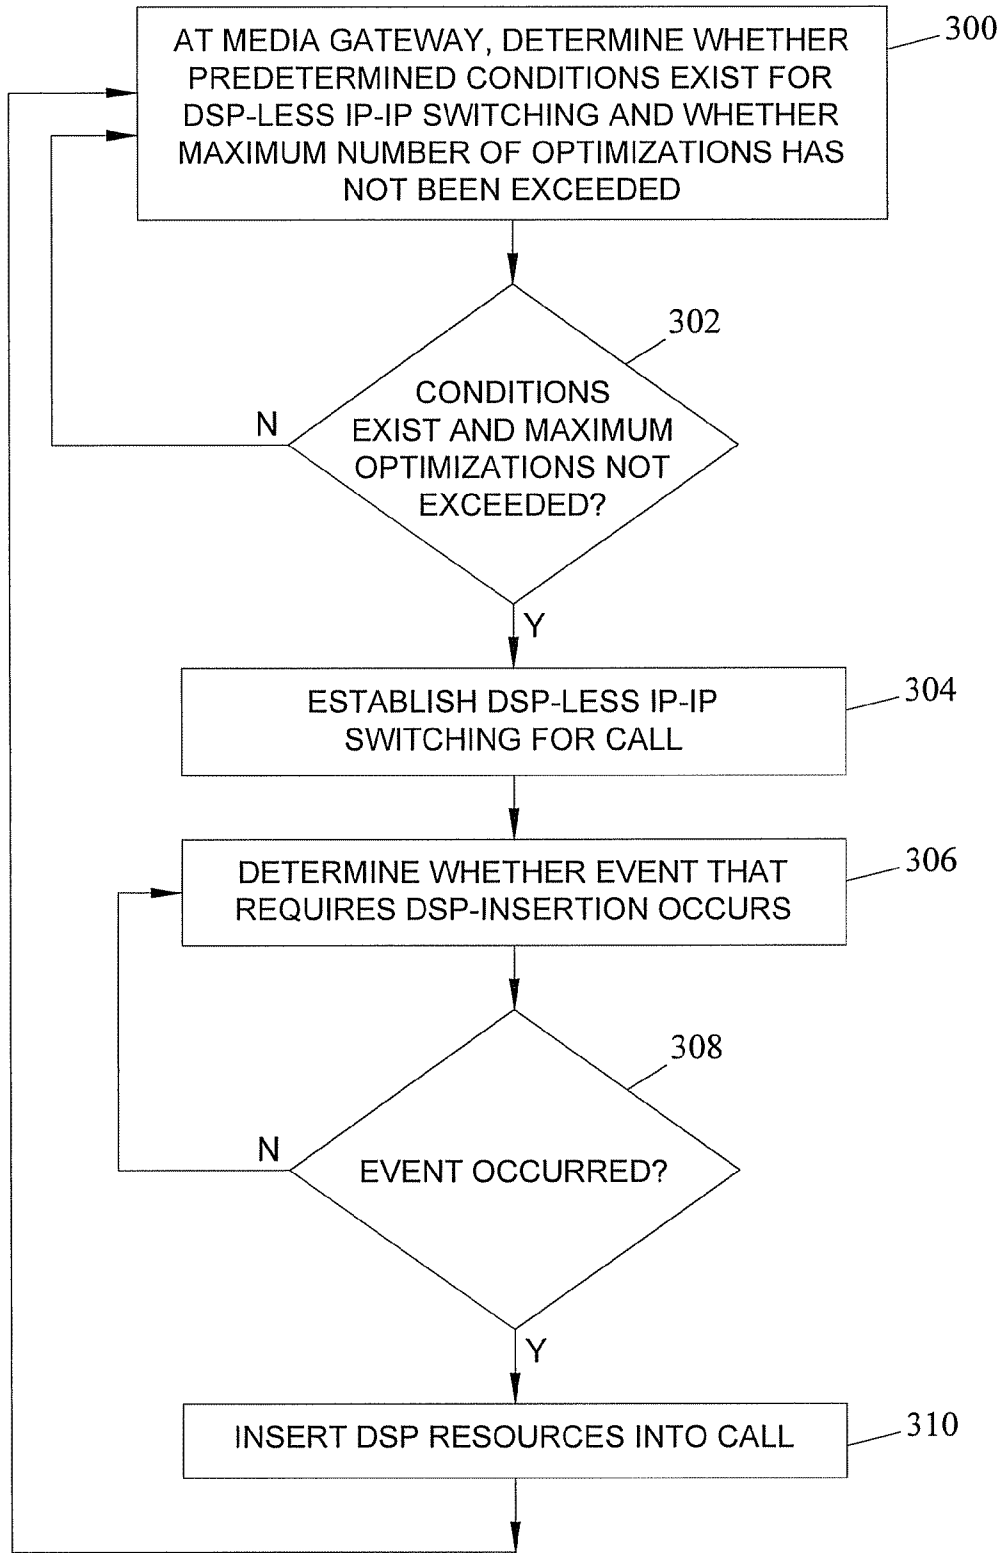 AT MEDIA GATEWAY, DETERMINE WHETHER
PREDETERMINED CONDITIONS EXIST FOR
DSP-LESS IP-IP SWITCHING AND WHETHER
MAXIMUM NUMBER OF OPTIMIZATIONS HAS
NOT BEEN EXCEEDED
300
302
CONDITIONS
EXIST AND MAXIMUM
OPTIMIZATIONS NOT
EXCEEDED?
N
Y
ESTABLISH DSP-LESS IP-IP
SWITCHING FOR CALL
304
DETERMINE WHETHER EVENT THAT
REQUIRES DSP-INSERTION OCCURS
306
308
EVENT OCCURRED?
N
Y
INSERT DSP RESOURCES INTO CALL
310